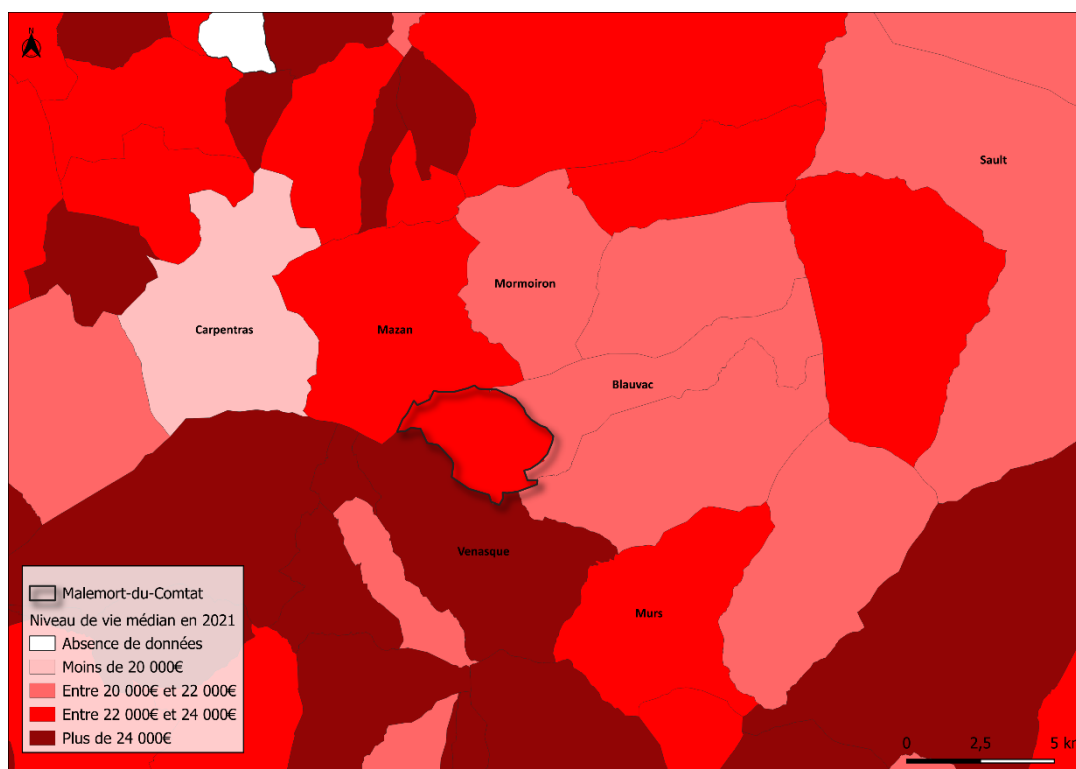 N
Sault
Mormoiron
Carpentras
Mazan
Blauvac
Venasque
Murs
Malemort-du-Comtat
Niveau de vie médian en 2021
Absence de données
Moins de 20 000€
Entre 20 000€ et 22 000€
Entre 22 000€ et 24 000€
Plus de 24 000€
0 2,5 5 km